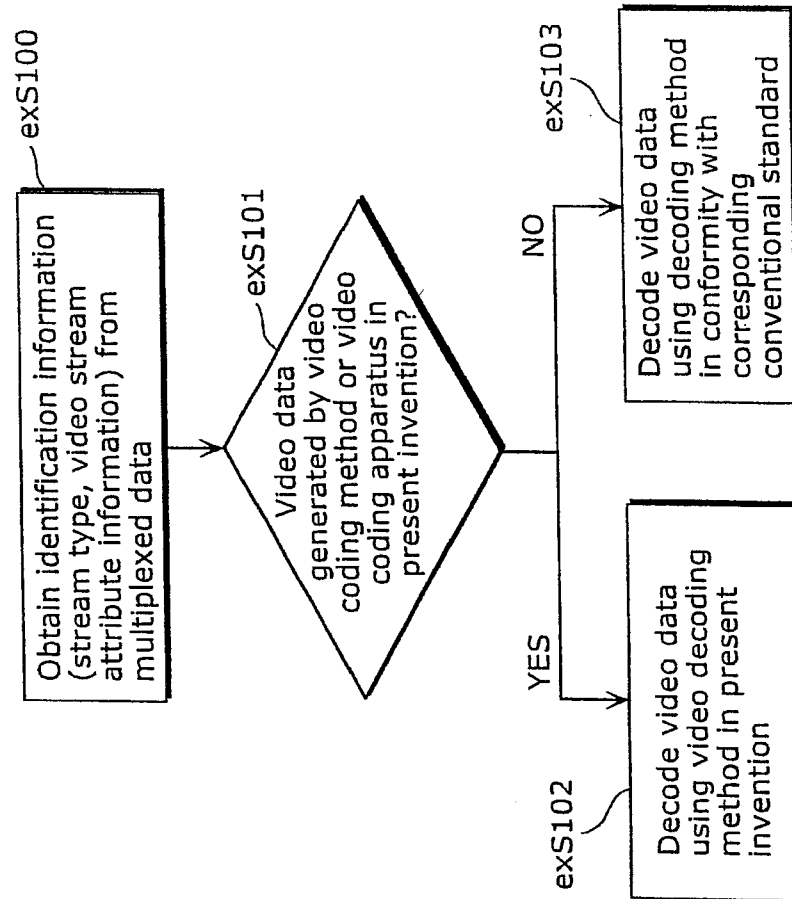 exS100
Obtain identification information
(stream type, video stream
attribute information) from
multiplexed data
exS101
Video data
generated by video
coding method or video
coding apparatus in
present invention?
YES
NO
exS102
Decode video data
using video decoding
method in present
invention
exS103
Decode video data
using decoding method
in conformity with
corresponding
conventional standard